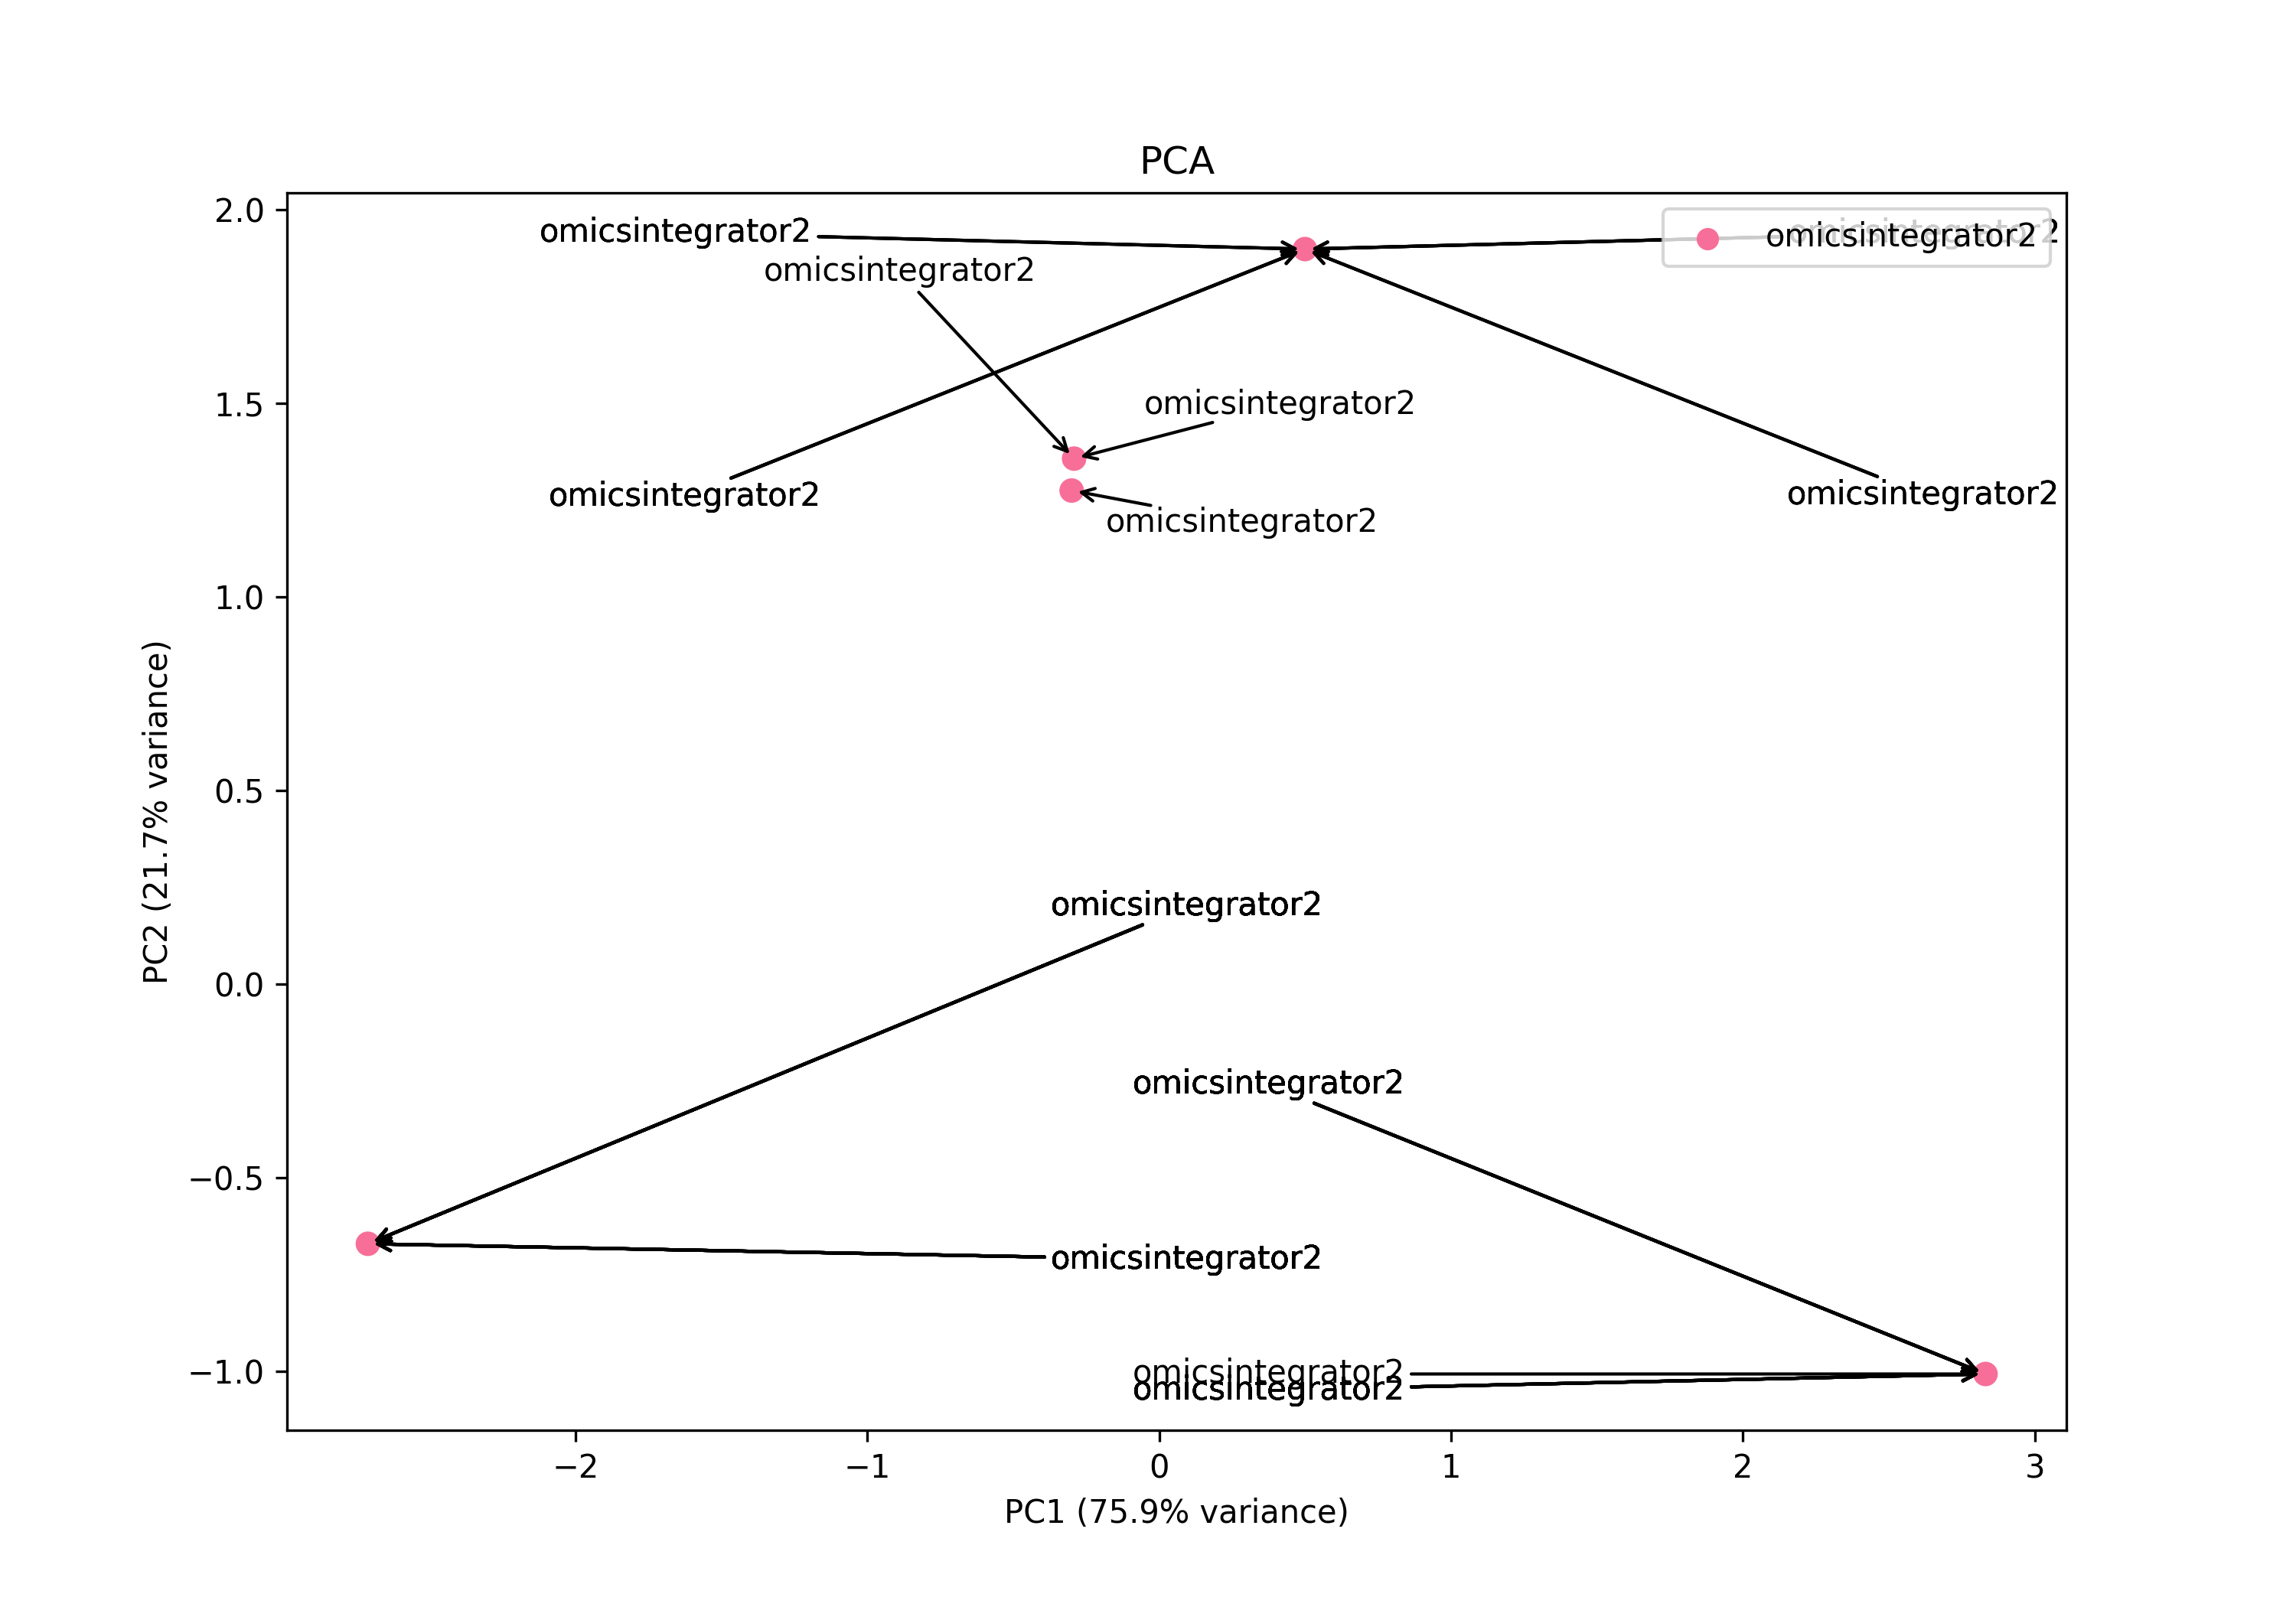 PCA
2.0
omicsintegrator2
omicsintegrator2
omicsintegrator2
omicsintegrator2
1.5
omicsintegrator2
omicsintegrator2
omicsintegrator2
omicsintegrator2
1.0
0.5
omicsintegrator2
0.0
omicsintegrator2
−0.5
omicsintegrator2
−1.0
omicsintegrator2
omicsintegrator2
−2
−1
0
1
2
3
PC1 (75.9% variance)
PC2 (21.7% variance)